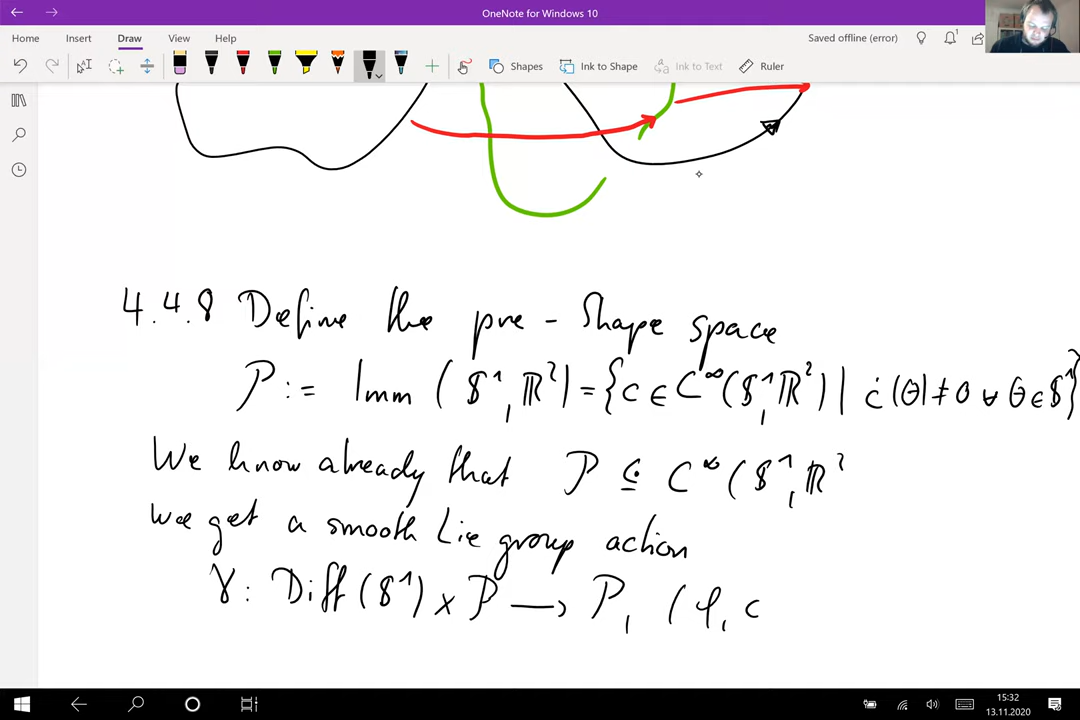 OneNote for Windows 10
Home Insert Draw View Help Saved offline (error)
Shapes Ink to Shape Ink to Text Ruler
4.4.8 Define the pre-Shape space
P := Imm (S¹, ℝ²) = {c ∈ C^∞(S¹, ℝ²) | ċ(θ) ≠ 0 ∀ θ ∈ S¹}
We know already that P ⊆ C^∞(S¹, ℝ²
we get a smooth Lie group action
γ: Diff(S¹) × P → P, (φ, c
15:32
13.11.2020